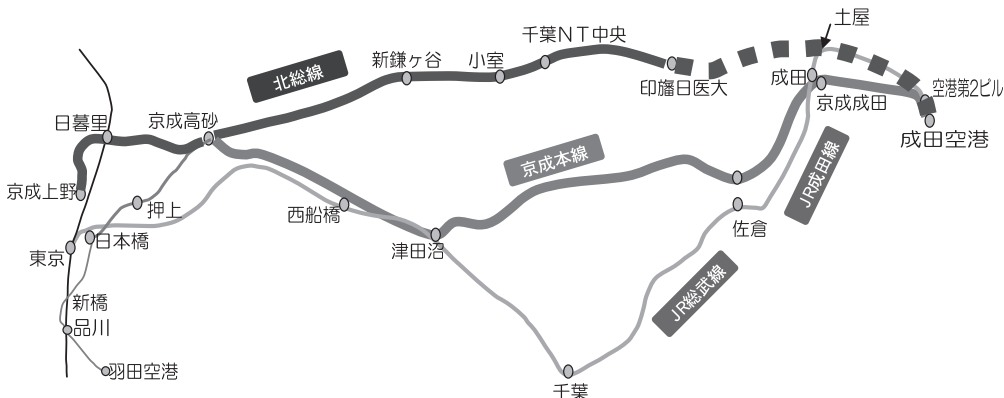 土屋
千葉NT中央
新鎌ヶ谷
小室
北総線
印旛日医大
成田
空港第2ビル
京成成田
日暮里
京成高砂
成田空港
京成本線
JR成田線
京成上野
押上
西船橋
佐倉
日本橋
東京
津田沼
JR総武線
新橋
品川
羽田空港
千葉